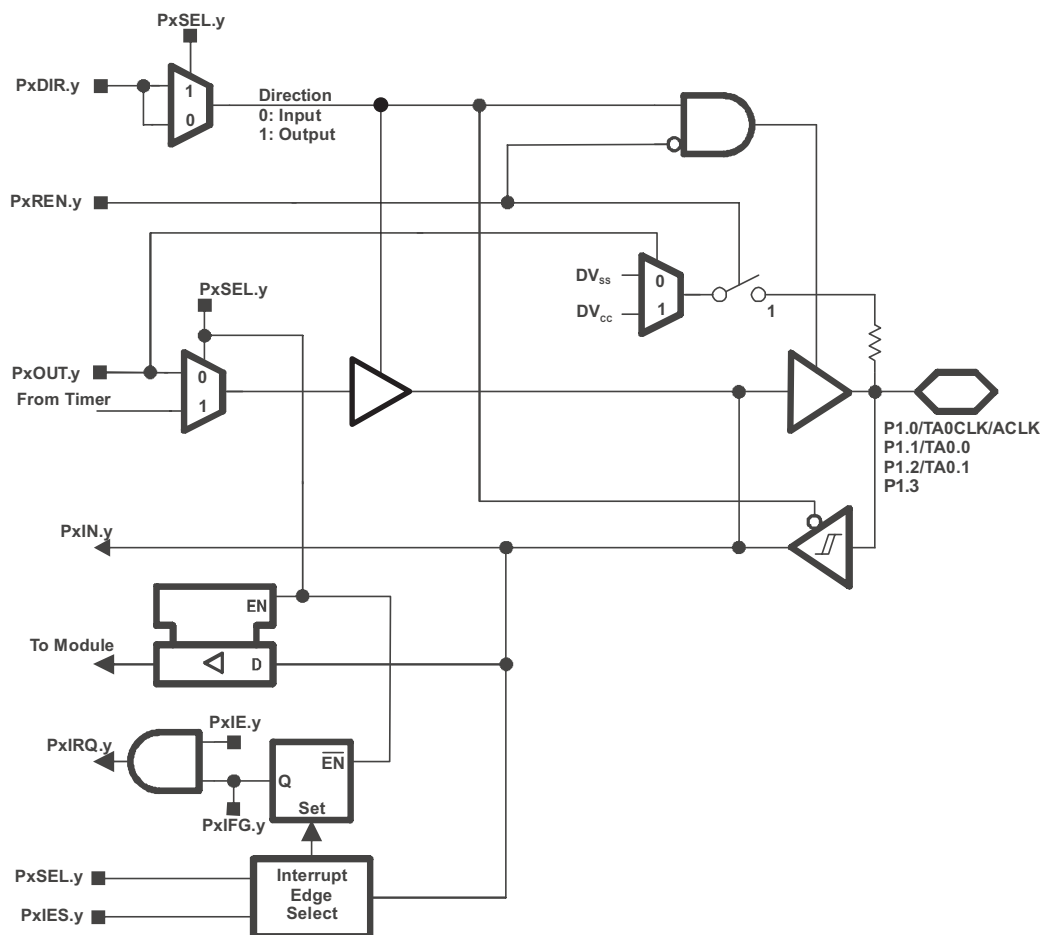 PxSEL.y
PxDIR.y
1
0
Direction
0: Input
1: Output
PxREN.y
DVss
DVcc
0
1
1
PxSEL.y
PxOUT.y
From Timer
0
1
P1.0/TA0CLK/ACLK
P1.1/TA0.0
P1.2/TA0.1
P1.3
PxIN.y
EN
To Module
D
PxIE.y
PxIRQ.y
EN
Q
Set
PxIFG.y
PxSEL.y
PxIES.y
Interrupt
Edge
Select